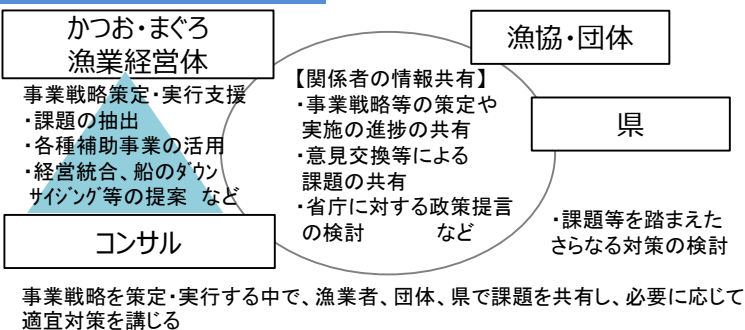 かつお・まぐろ
漁業経営体
事業戦略策定・実行支援
・課題の抽出
・各種補助事業の活用
・経営統合、船のﾀﾞｳﾝ
ｻｲｼﾞﾝｸﾞ等の提案 など
コンサル
【関係者の情報共有】
・事業戦略等の策定や
実施の進捗の共有
・意見交換等による
課題の共有
・省庁に対する政策提言
の検討 など
漁協・団体
県
・課題等を踏まえた
さらなる対策の検討
事業戦略を策定・実行する中で、漁業者、団体、県で課題を共有し、必要に応じて
適宜対策を講じる